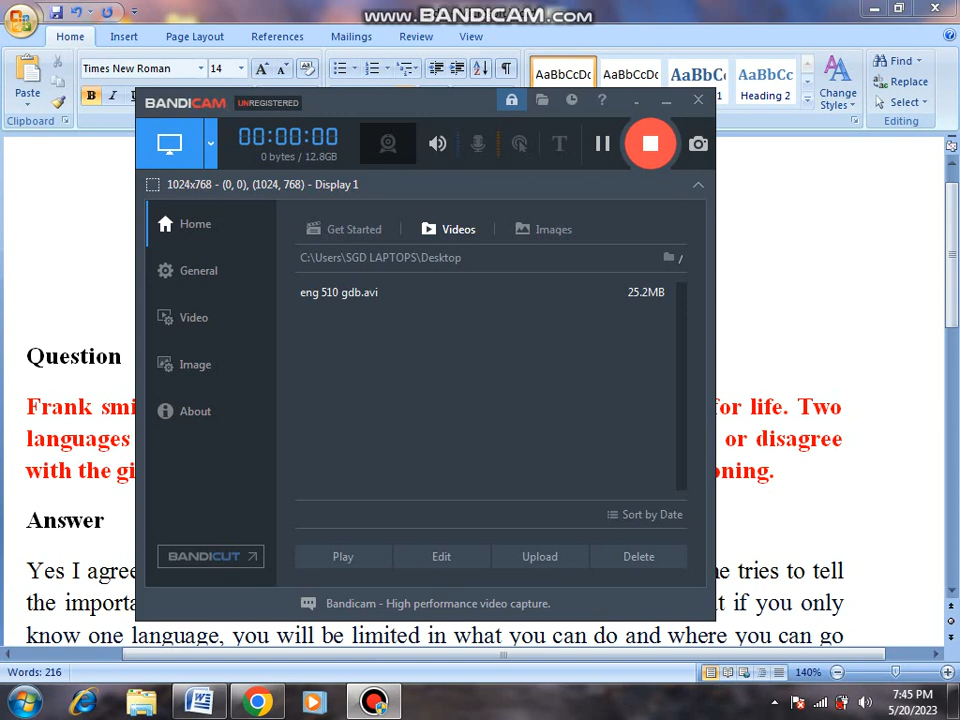 www.BANDICAM.com
Home Insert Page Layout References Mailings Review View
Times New Roman 14
Paste
B I
Clipboard
AaBbCcDc AaBbCcDc AaBbC AaBbCc
1 Heading 2
Change
Styles
Find
Replace
Select
Editing
BANDICAM UNREGISTERED
00:00:00
0 bytes / 12.8GB
1024x768 - (0, 0), (1024, 768) - Display 1
Home
General
Video
Image
About
BANDICUT
Get Started Videos Images
C:\Users\SGD LAPTOPS\Desktop
eng 510 gdb.avi 25.2MB
Sort by Date
Play Edit Upload Delete
Bandicam - High performance video capture.
Question
Frank for life. Two
languages or disagree
with the
Answer
Yes I agree he tries to tell
the if you only
know one language, you will be limited in what you can do and where you can go
Words: 216 140%
7:45 PM
5/20/2023